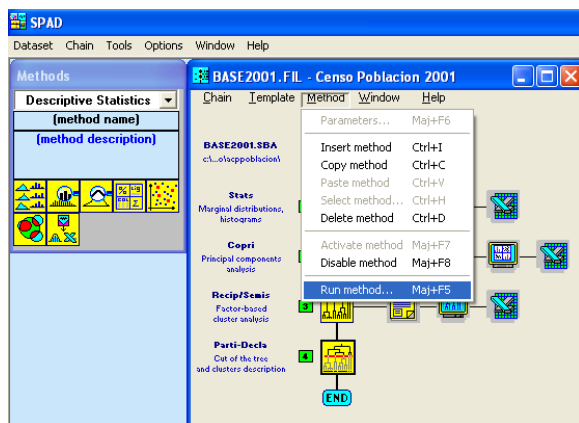 SPAD
Dataset Chain Tools Options Window Help
Methods
Descriptive Statistics
(method name)
(method description)
BASE2001.FIL - Censo Poblacion 2001
Chain Template Method Window Help
Parameters... Maj+F6
Insert method Ctrl+I
Copy method Ctrl+C
Paste method Ctrl+V
Select method... Ctrl+H
Delete method Ctrl+D
Activate method Maj+F7
Disable method Maj+F8
Run method... Maj+F5
BASE2001.SBA
c:\...o\acppoblacion\
Stats
Marginal distributions,
histograms
Copri
Principal components
analysis
Recip/Semis
Factor-based
cluster analysis
3
Parti-Decla
Cut of the tree
and clusters description
4
END